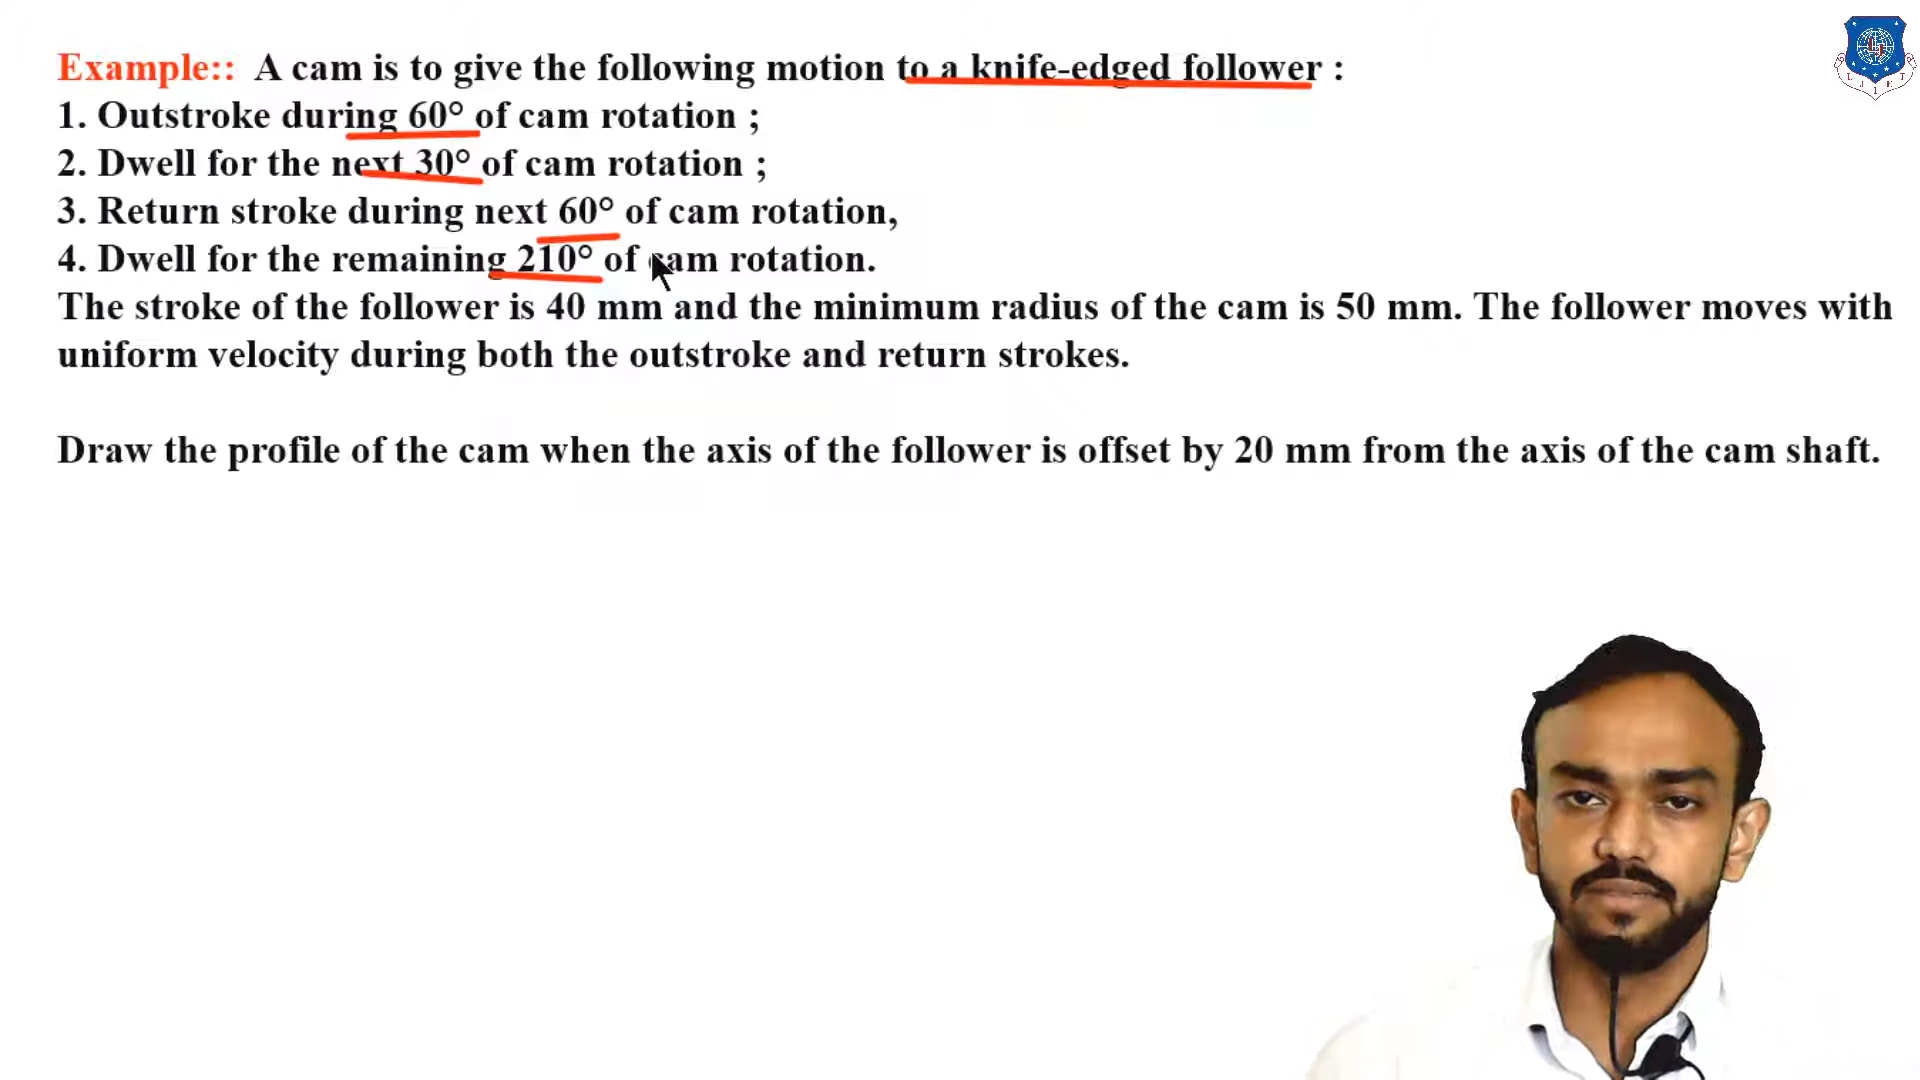 Example:: A cam is to give the following motion to a knife-edged follower :
1. Outstroke during 60° of cam rotation ;
2. Dwell for the next 30° of cam rotation ;
3. Return stroke during next 60° of cam rotation,
4. Dwell for the remaining 210° of cam rotation.
The stroke of the follower is 40 mm and the minimum radius of the cam is 50 mm. The follower moves with
uniform velocity during both the outstroke and return strokes.
Draw the profile of the cam when the axis of the follower is offset by 20 mm from the axis of the cam shaft.